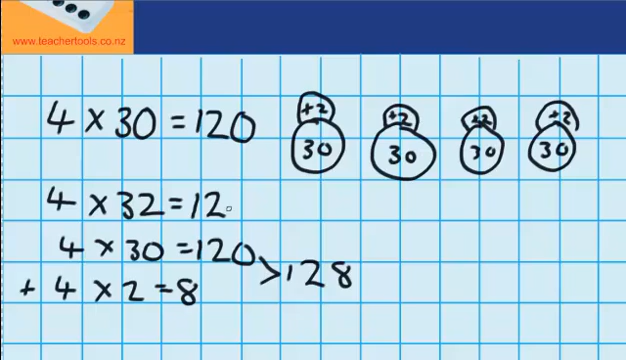 www.teachertools.co.nz
4 × 30 = 120
+2 +2 +2 +2
30 30 30 30
4 × 32 = 12
4 × 30 = 120
> 128
+ 4 × 2 = 8